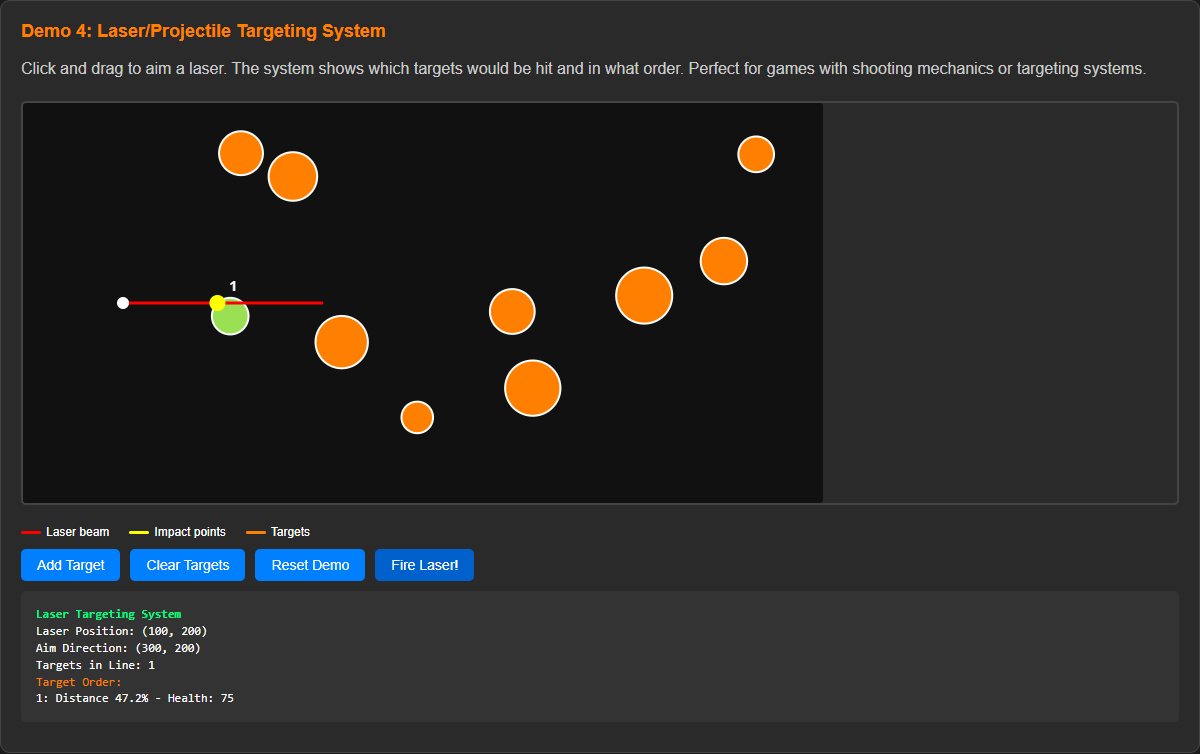 Demo 4: Laser/Projectile Targeting System
Click and drag to aim a laser. The system shows which targets would be hit and in what order. Perfect for games with shooting mechanics or targeting systems.
1
Laser beam Impact points Targets
Add Target Clear Targets Reset Demo Fire Laser!
Laser Targeting System
Laser Position: (100, 200)
Aim Direction: (300, 200)
Targets in Line: 1
Target Order:
1: Distance 47.2% - Health: 75